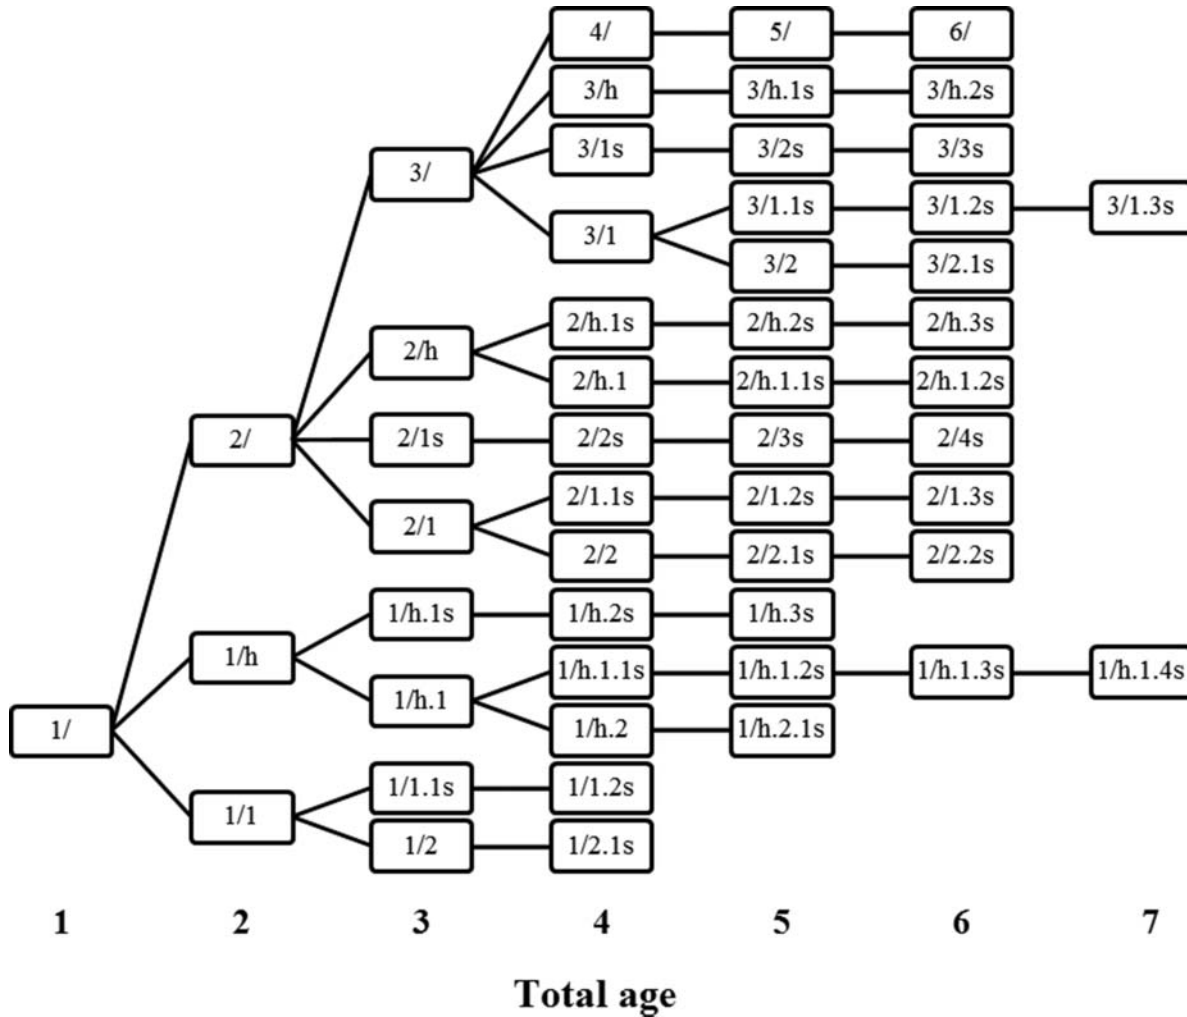 4/ 5/ 6/
3/h 3/h.1s 3/h.2s
3/1s 3/2s 3/3s
3/
3/1.1s 3/1.2s 3/1.3s
3/1
3/2 3/2.1s
2/h.1s 2/h.2s 2/h.3s
2/h
2/h.1 2/h.1.1s 2/h.1.2s
2/ 2/1s 2/2s 2/3s 2/4s
2/1.1s 2/1.2s 2/1.3s
2/1
2/2 2/2.1s 2/2.2s
1/h.1s 1/h.2s 1/h.3s
1/h
1/h.1.1s 1/h.1.2s 1/h.1.3s 1/h.1.4s
1/h.1
1/ 1/h.2 1/h.2.1s
1/1.1s 1/1.2s
1/1
1/2 1/2.1s
1 2 3 4 5 6 7
Total age